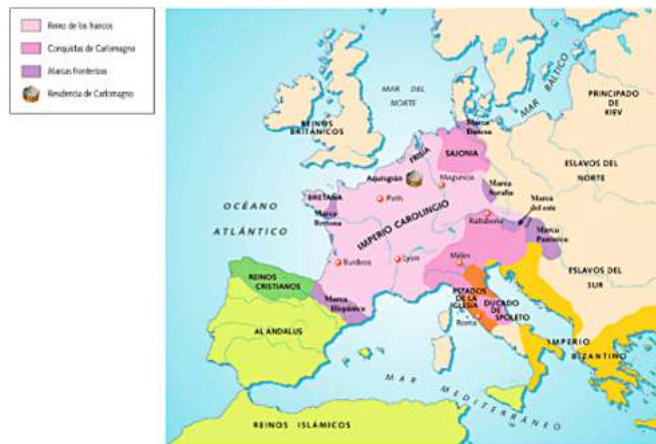 Reino de los francos
Conquistas de Carlomagno
Marcas fronterizas
Residencia de Carlomagno
MAR DEL
NORTE
MAR BÁLTICO
PRINCIPADO
DE
KIEV
REINOS
BRITÁNICOS
Marca
Danesa
FRISIA
SAJONIA
ESLAVOS DEL
NORTE
Aquisgrán
Maguncia
Marca
Soraba
BRETAÑA
París
Marca
Bretona
IMPERIO CAROLINGIO
Marca
del este
Ratisbona
Marca
Panónica
OCÉANO
ATLÁNTICO
Burdeos
Lyon
Milán
ESLAVOS DEL
SUR
REINOS
CRISTIANOS
Marca
Hispánica
ESTADOS
DE LA
IGLESIA
DUCADO
DE
SPOLETO
Roma
AL ÁNDALUS
IMPERIO
BIZANTINO
MAR MEDITERRÁNEO
REINOS ISLÁMICOS